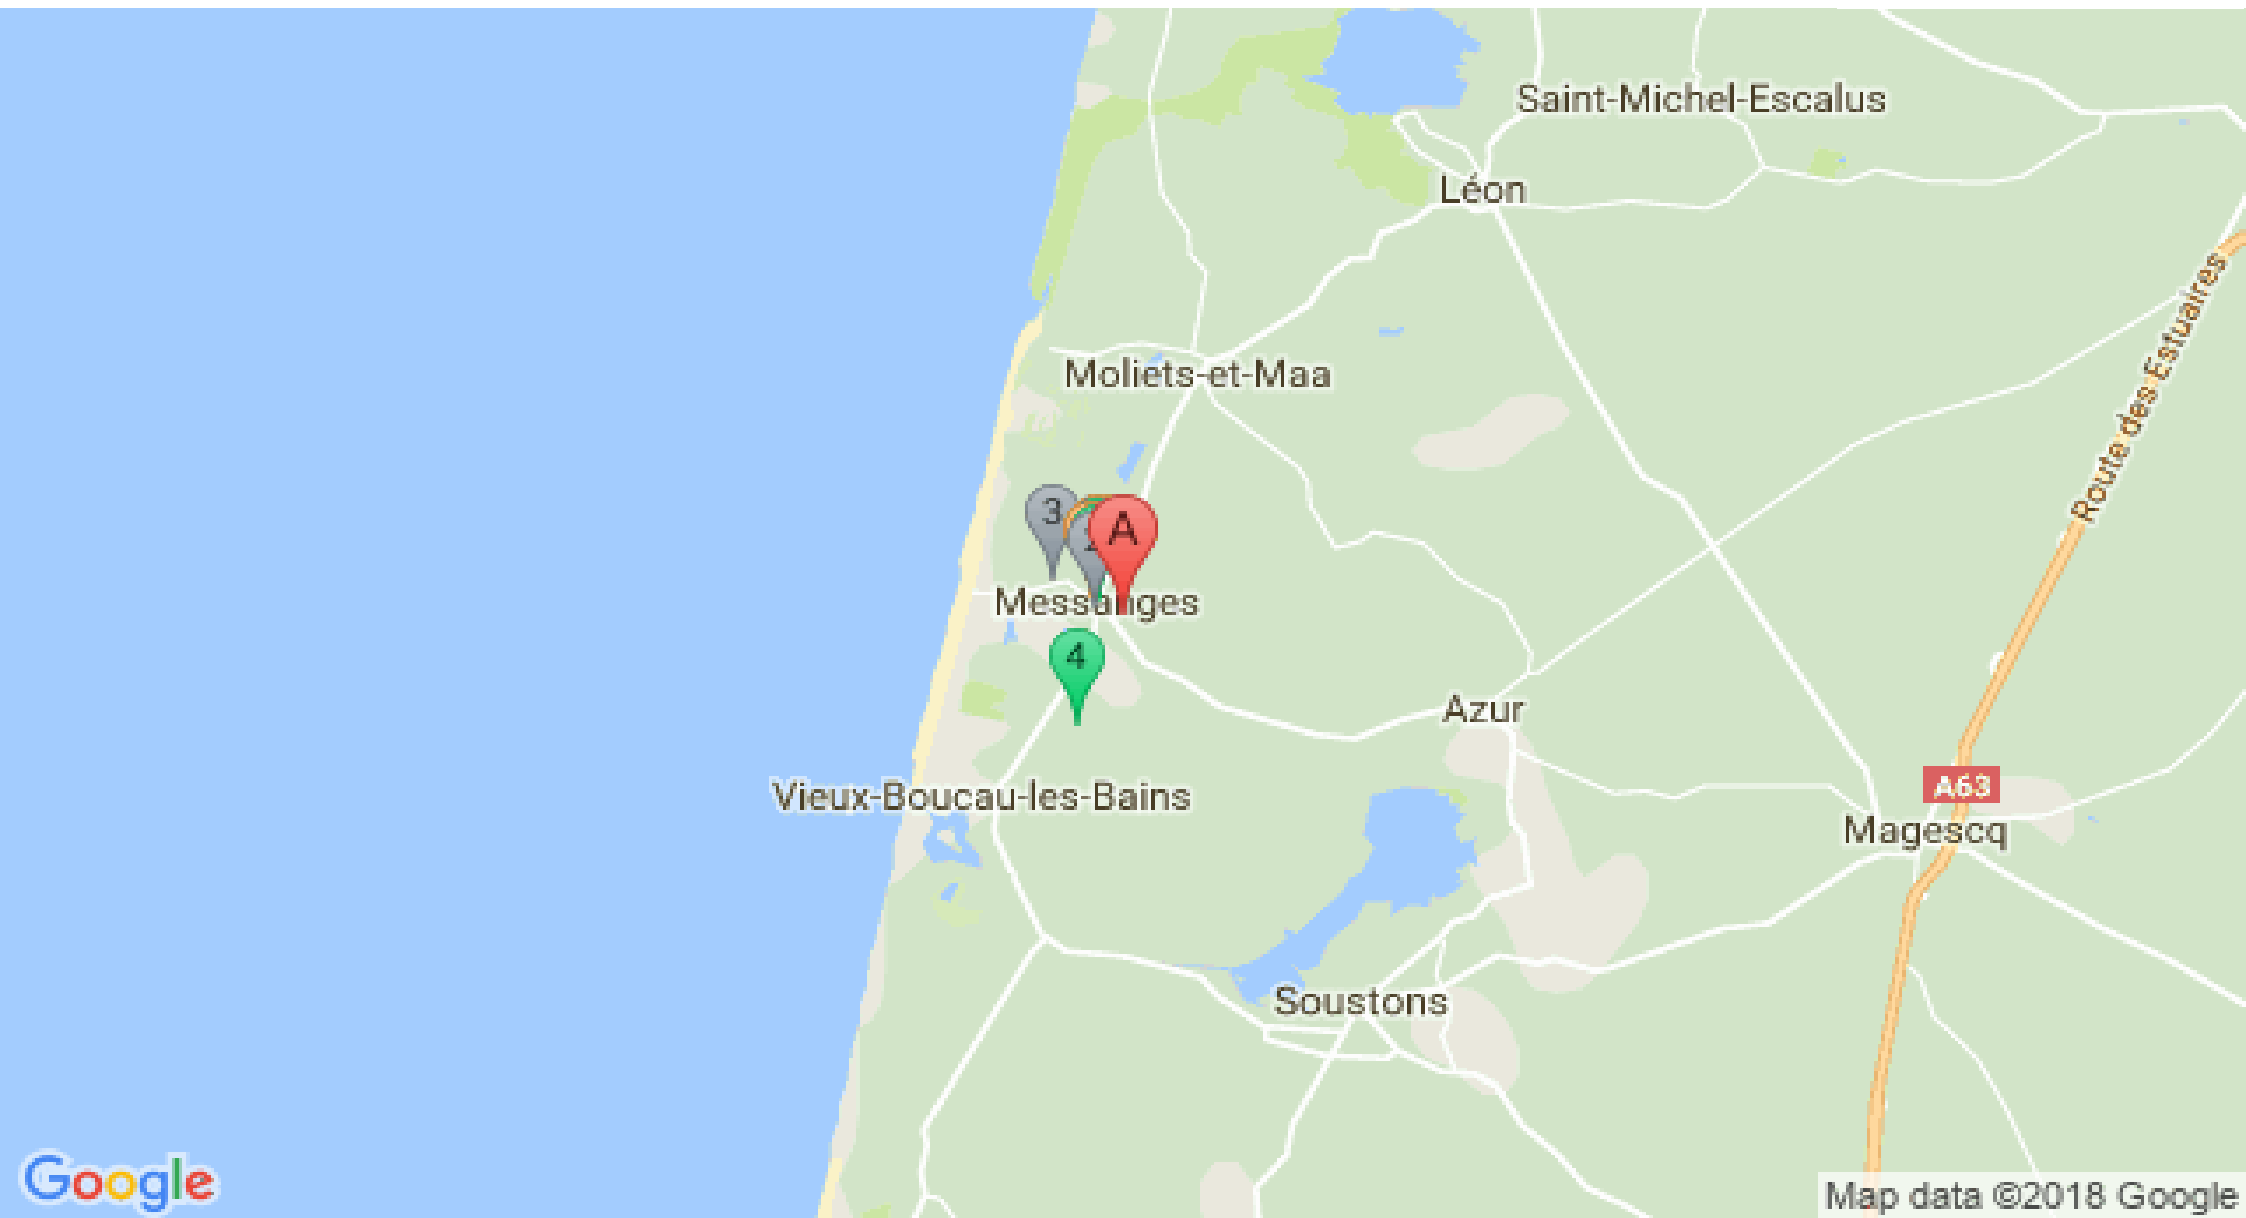 Saint-Michel-Escalus
Léon
Route des Estuaires
Moliets-et-Maa
3
A
Messanges
4
Azur
Vieux-Boucau-les-Bains
A63
Magescq
Soustons
Google
Map data ©2018 Google